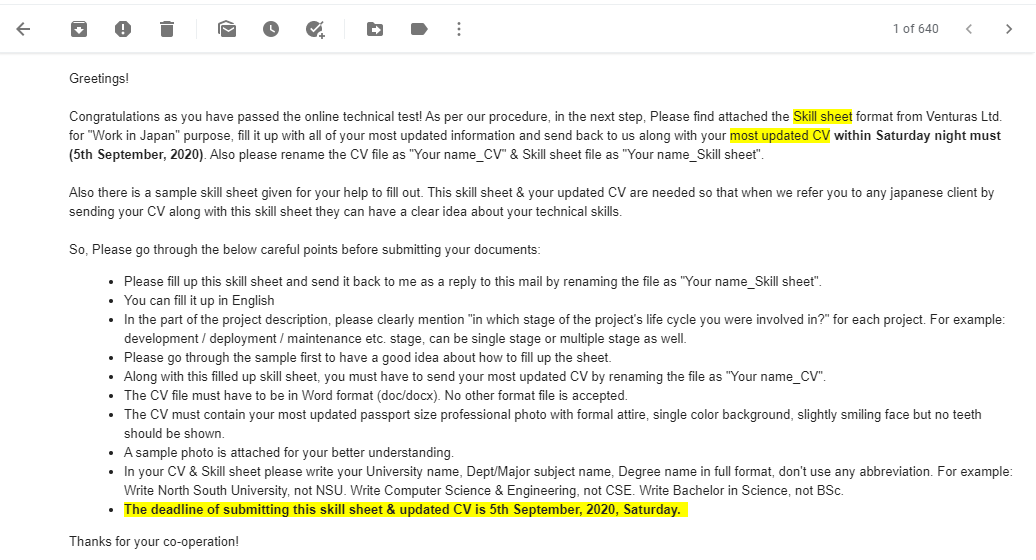 1 of 640
Greetings!
Congratulations as you have passed the online technical test! As per our procedure, in the next step, Please find attached the Skill sheet format from Venturas Ltd.
for "Work in Japan" purpose, fill it up with all of your most updated information and send back to us along with your most updated CV within Saturday night must
(5th September, 2020). Also please rename the CV file as "Your name_CV" & Skill sheet file as "Your name_Skill sheet".
Also there is a sample skill sheet given for your help to fill out. This skill sheet & your updated CV are needed so that when we refer you to any japanese client by
sending your CV along with this skill sheet they can have a clear idea about your technical skills.
So, Please go through the below careful points before submitting your documents:
• Please fill up this skill sheet and send it back to me as a reply to this mail by renaming the file as "Your name_Skill sheet".
• You can fill it up in English
• In the part of the project description, please clearly mention "in which stage of the project's life cycle you were involved in?" for each project. For example:
development / deployment / maintenance etc. stage, can be single stage or multiple stage as well.
• Please go through the sample first to have a good idea about how to fill up the sheet.
• Along with this filled up skill sheet, you must have to send your most updated CV by renaming the file as "Your name_CV".
• The CV file must have to be in Word format (doc/docx). No other format file is accepted.
• The CV must contain your most updated passport size professional photo with formal attire, single color background, slightly smiling face but no teeth
should be shown.
• A sample photo is attached for your better understanding.
• In your CV & Skill sheet please write your University name, Dept/Major subject name, Degree name in full format, don't use any abbreviation. For example:
Write North South University, not NSU. Write Computer Science & Engineering, not CSE. Write Bachelor in Science, not BSc.
• The deadline of submitting this skill sheet & updated CV is 5th September, 2020, Saturday.
Thanks for your co-operation!